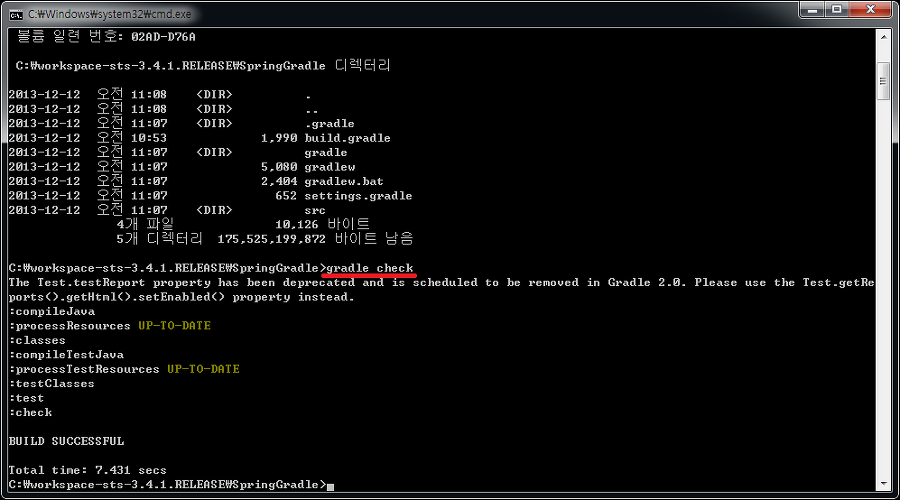 C:\Windows\system32\cmd.exe
볼륨 일련 번호: 02AD-D76A
C:₩workspace-sts-3.4.1.RELEASE₩SpringGradle 디렉터리
2013-12-12 오전 11:08 <DIR> .
2013-12-12 오전 11:08 <DIR> ..
2013-12-12 오전 11:07 <DIR> .gradle
2013-12-12 오전 10:53 1,990 build.gradle
2013-12-12 오전 11:07 <DIR> gradle
2013-12-12 오전 11:07 5,080 gradlew
2013-12-12 오전 11:07 2,404 gradlew.bat
2013-12-12 오전 11:07 652 settings.gradle
2013-12-12 오전 11:07 <DIR> src
4개 파일 10,126 바이트
5개 디렉터리 175,525,199,872 바이트 남음
C:₩workspace-sts-3.4.1.RELEASE₩SpringGradle>gradle check
The Test.testReport property has been deprecated and is scheduled to be removed in Gradle 2.0. Please use the Test.getRe
ports().getHtml().setEnabled() property instead.
:compileJava
:processResources UP-TO-DATE
:classes
:compileTestJava
:processTestResources UP-TO-DATE
:testClasses
:test
:check
BUILD SUCCESSFUL
Total time: 7.431 secs
C:₩workspace-sts-3.4.1.RELEASE₩SpringGradle>